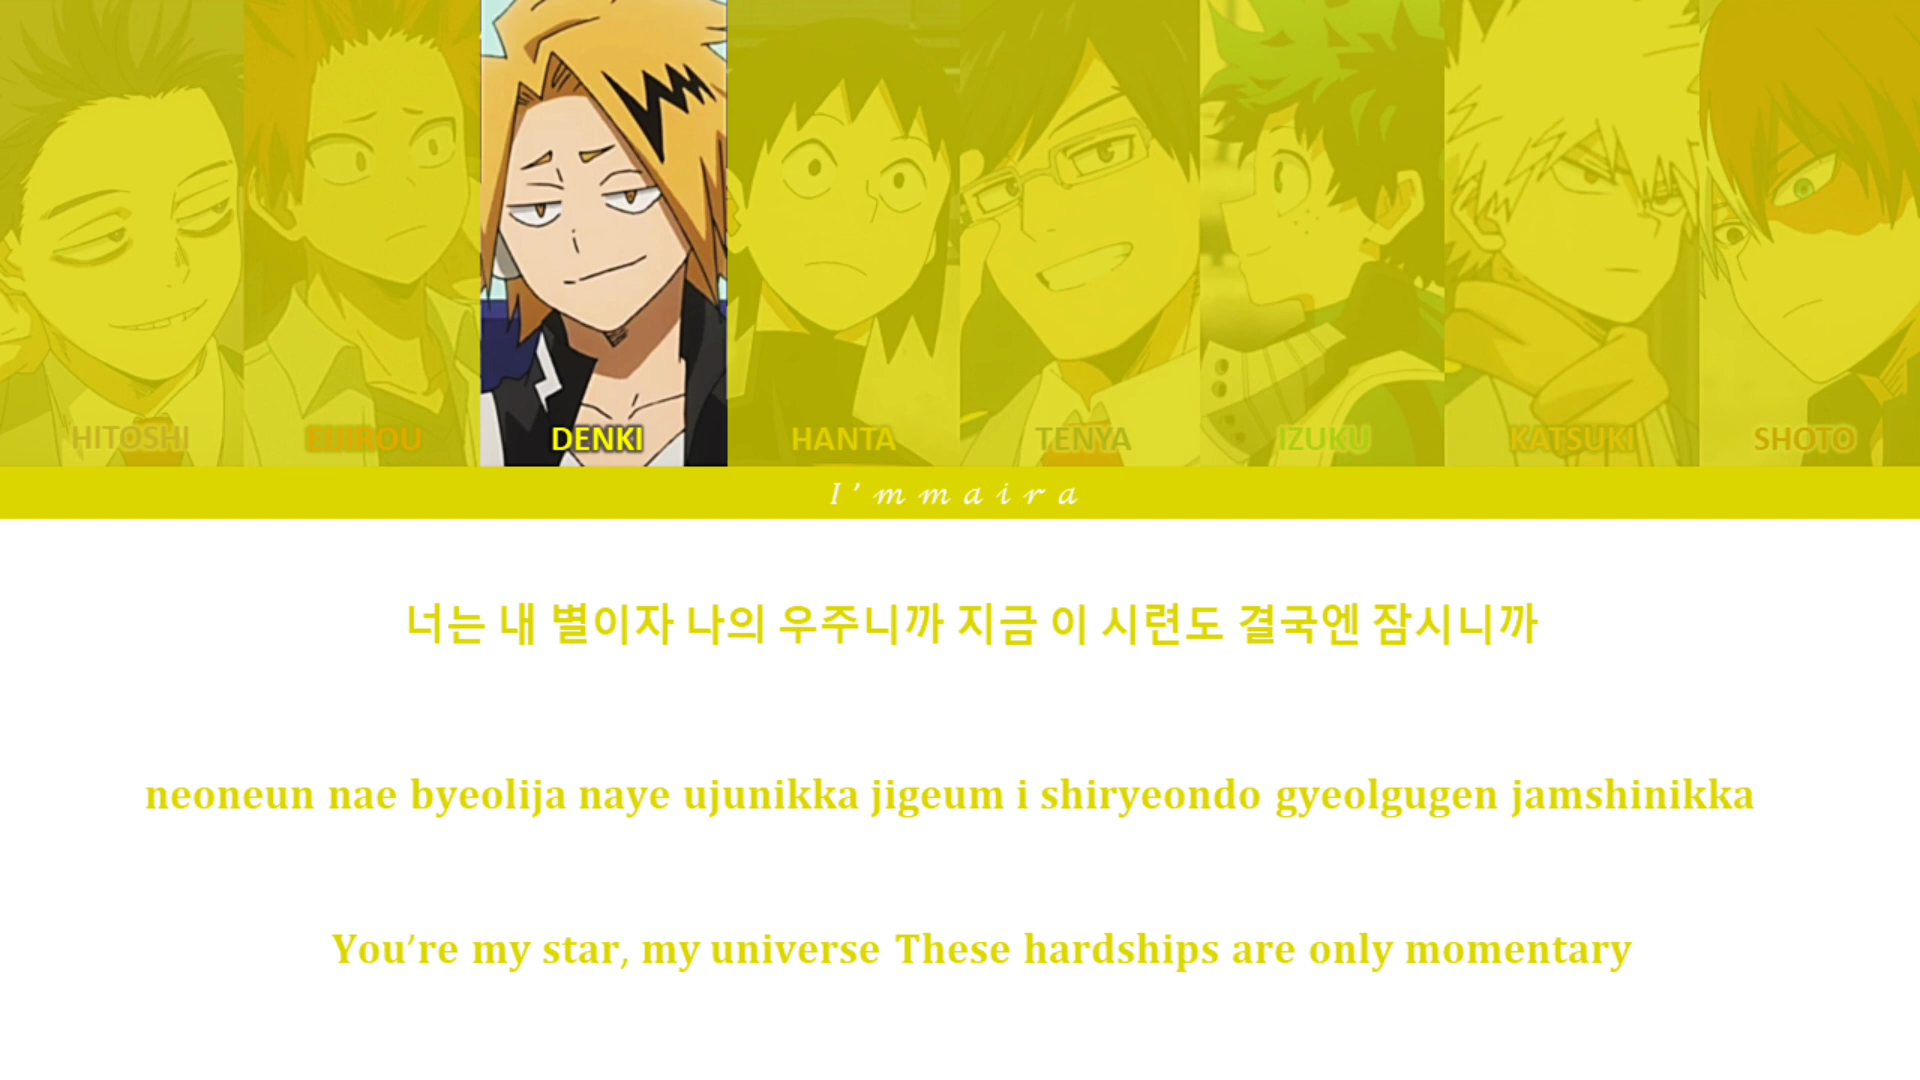 HITOSHI EIJIROU DENKI HANTA TENYA IZUKU KATSUKI SHOTO
I'mmaira
너는 내 별이자 나의 우주니까 지금 이 시련도 결국엔 잠시니까
neoneun nae byeolija naye ujunikka jigeum i shiryeondo gyeolgugen jamshinikka
You're my star, my universe These hardships are only momentary